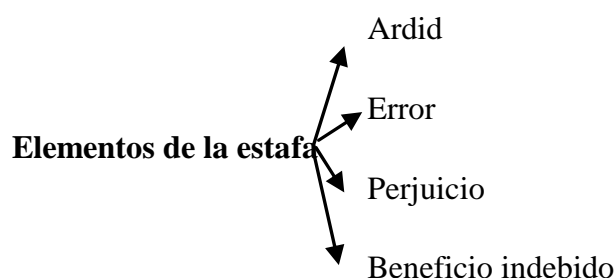 Ardid
Error
Elementos de la estafa
Perjuicio
Beneficio indebido